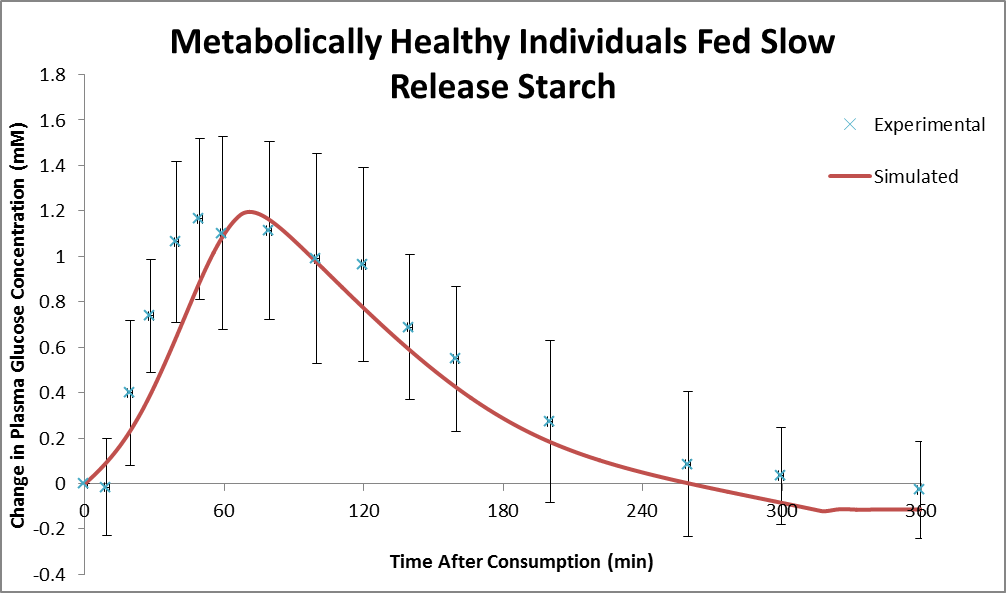 Metabolically Healthy Individuals Fed Slow
Release Starch
1.8
1.6
1.4
1.2
1
0.8
0.6
0.4
0.2
0
-0.2
-0.4
Change in Plasma Glucose Concentration (mM)
Experimental
Simulated
0 60 120 180 240 300 360
Time After Consumption (min)